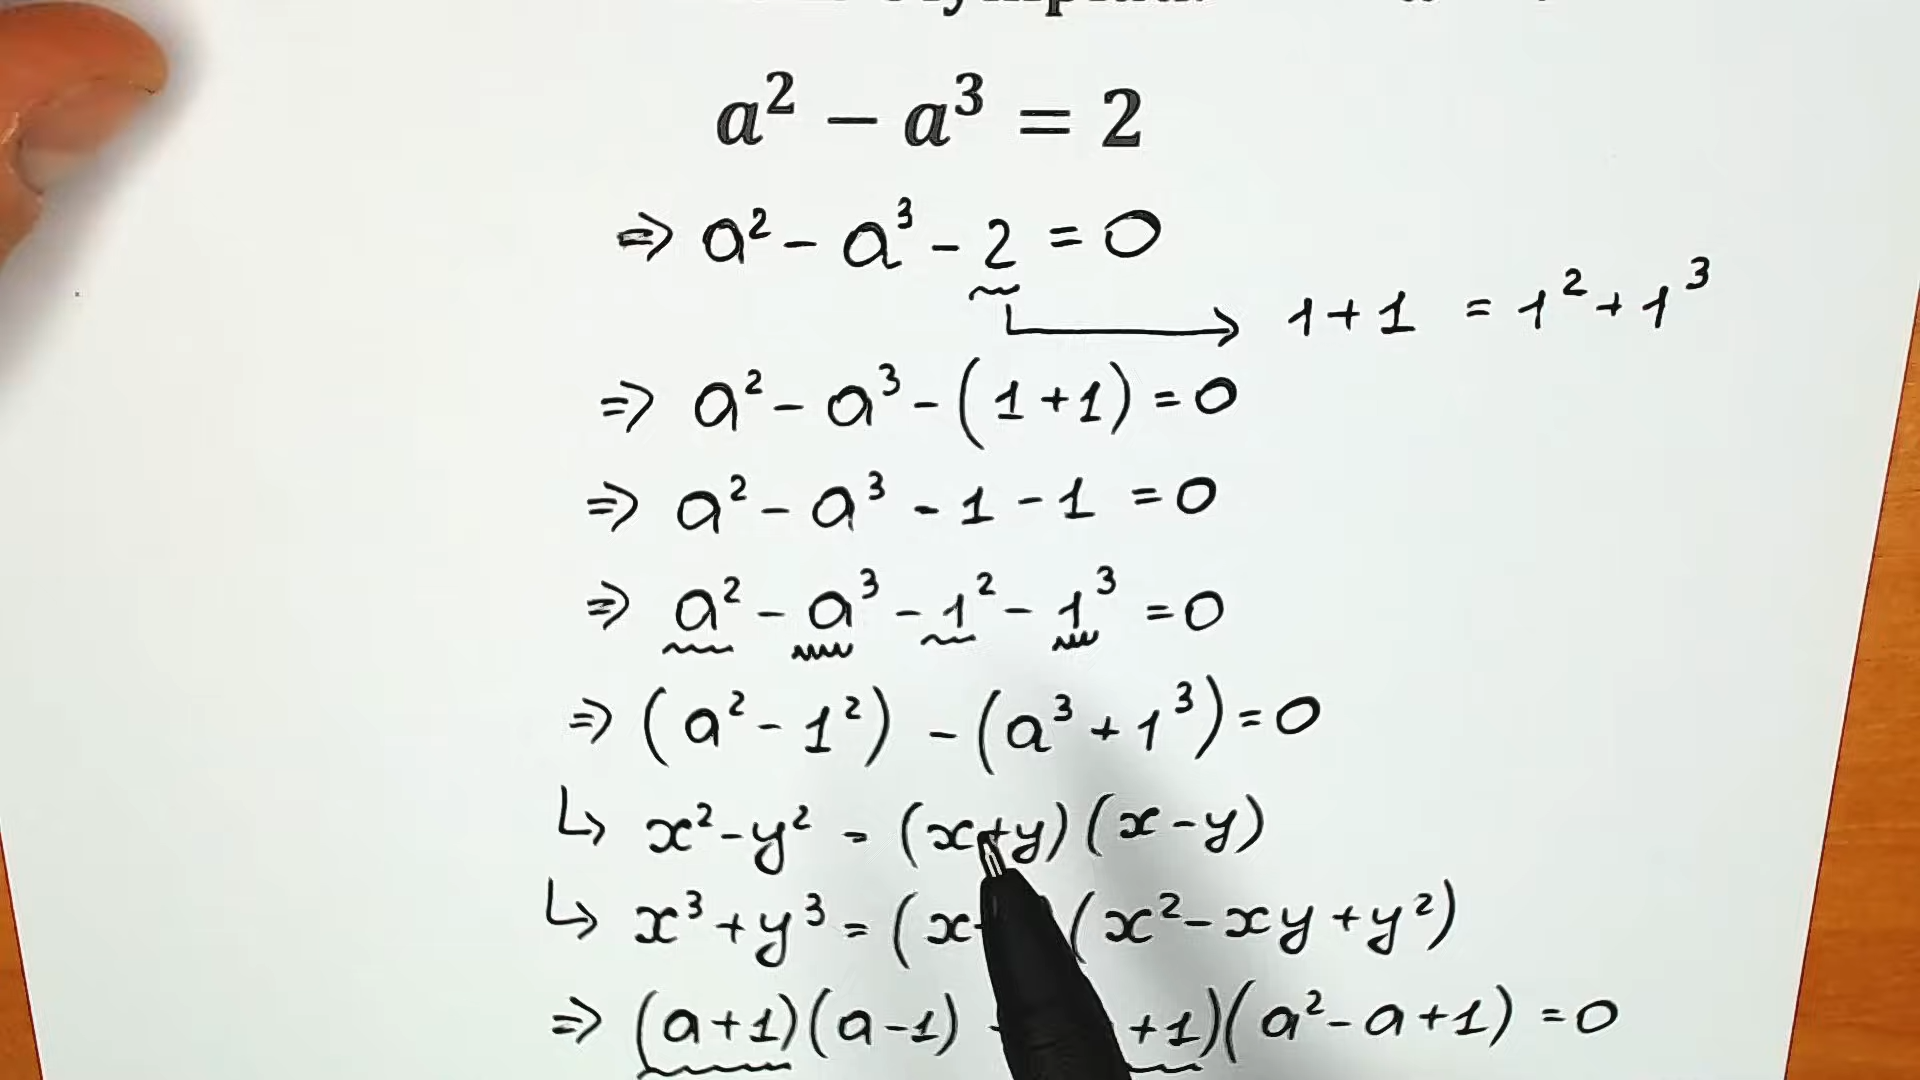 a² − a³ = 2
⇒ a² − a³ − 2 = 0
→ 1 + 1 = 1² + 1³
⇒ a² − a³ − (1 + 1) = 0
⇒ a² − a³ − 1 − 1 = 0
⇒ a² − a³ − 1² − 1³ = 0
⇒ (a² − 1²) − (a³ + 1³) = 0
↳ x² − y² = (x+y)(x − y)
↳ x³ + y³ = (x (x² − xy + y²)
⇒ (a+1)(a−1) +1)(a² − a + 1) = 0